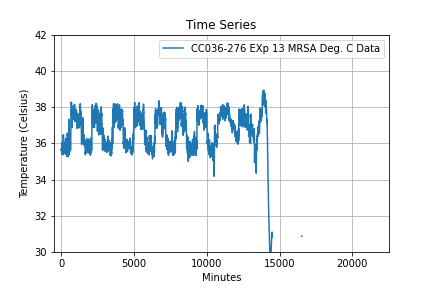 Time Series
CC036-276 EXp 13 MRSA Deg. C Data
Temperature (Celsius)
42
40
38
36
34
32
30
0 5000 10000 15000 20000
Minutes